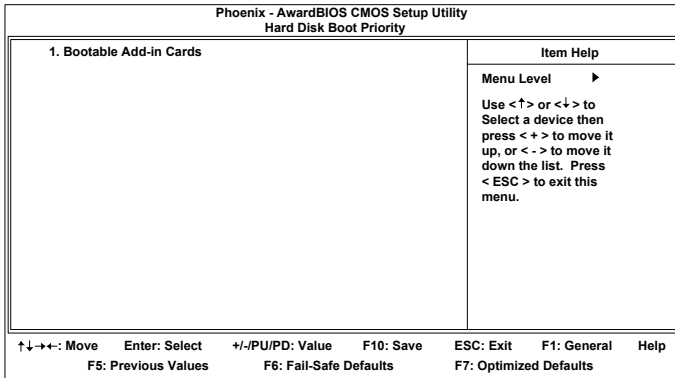 Phoenix - AwardBIOS CMOS Setup Utility
Hard Disk Boot Priority
1. Bootable Add-in Cards
Item Help
Menu Level ▶
Use <↑> or <↓> to
Select a device then
press < + > to move it
up, or < - > to move it
down the list. Press
< ESC > to exit this
menu.
↑↓→←: Move Enter: Select +/-/PU/PD: Value F10: Save ESC: Exit F1: General Help
F5: Previous Values F6: Fail-Safe Defaults F7: Optimized Defaults